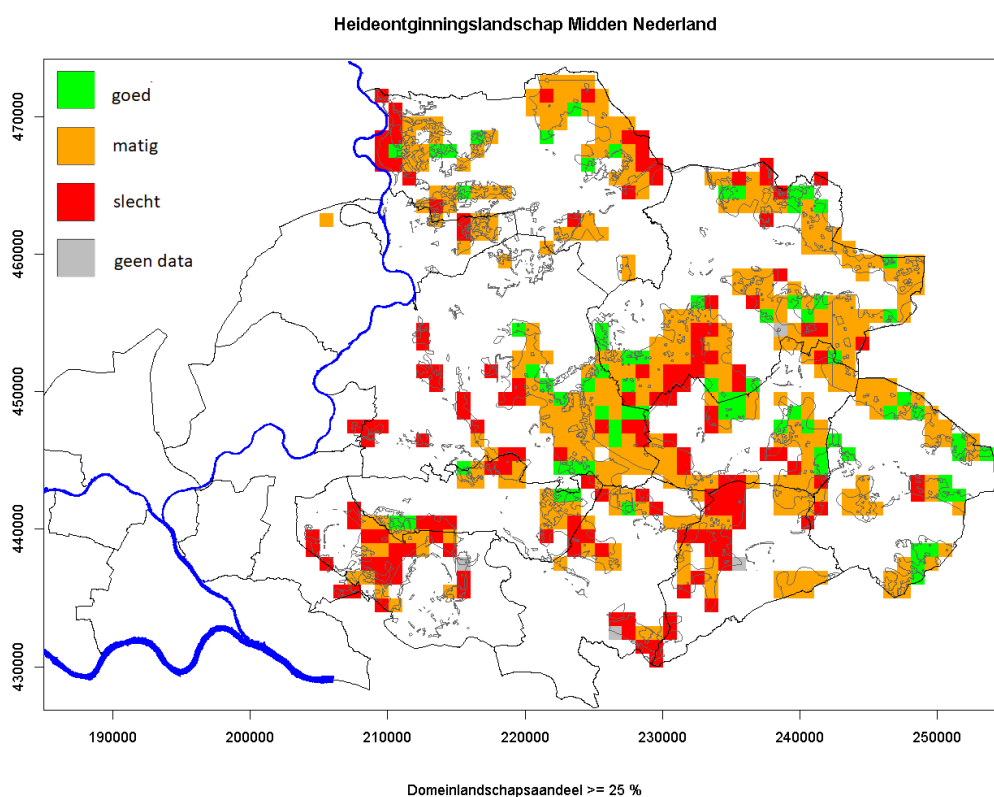 Heideontginningslandschap Midden Nederland
goed
matig
slecht
geen data
470000
460000
450000
440000
430000
190000 200000 210000 220000 230000 240000 250000
Domeinlandschapsaandeel >= 25 %